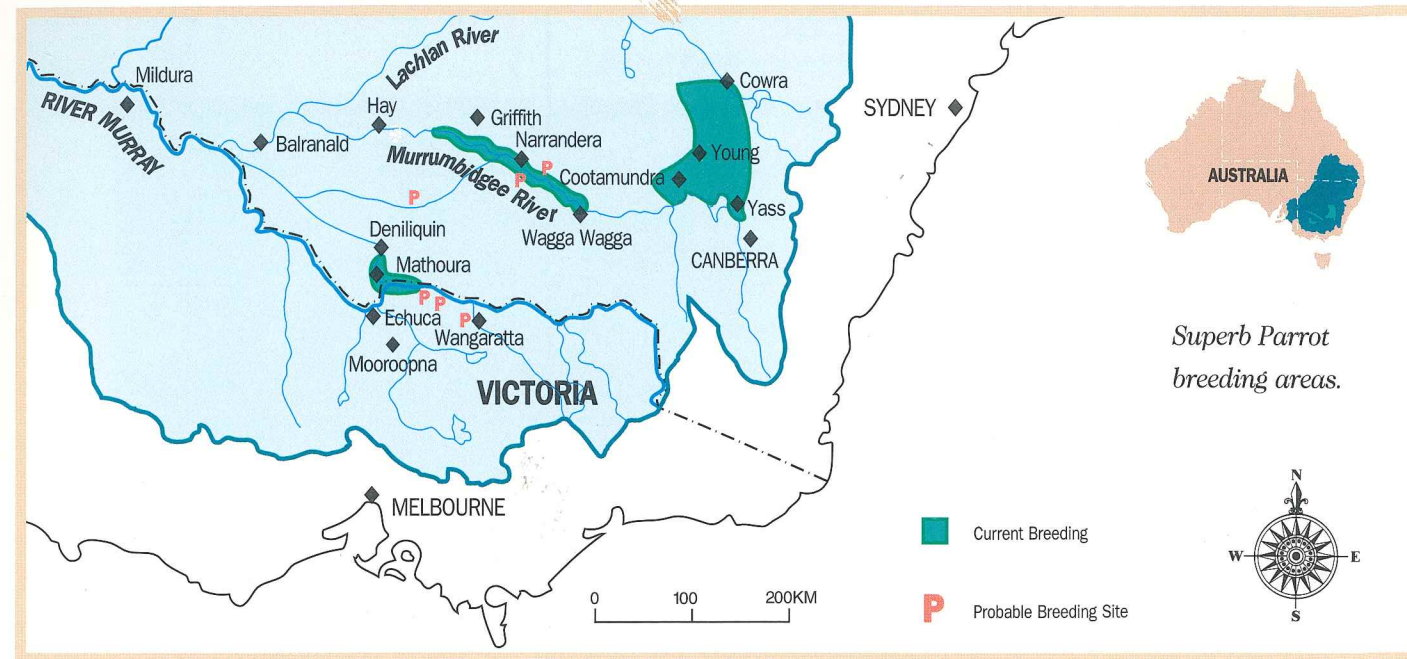 Mildura
RIVER MURRAY
Lachlan River
Hay
Balranald
Griffith
Narrandera
Murrumbidgee River
P
P
P
Cootamundra
Cowra
Young
Yass
Wagga Wagga
CANBERRA
SYDNEY
Deniliquin
Mathoura
P
P
P
Echuca
Wangaratta
Mooroopna
VICTORIA
MELBOURNE
AUSTRALIA
Superb Parrot
breeding areas.
Current Breeding
P Probable Breeding Site
0 100 200KM
N
W E
S